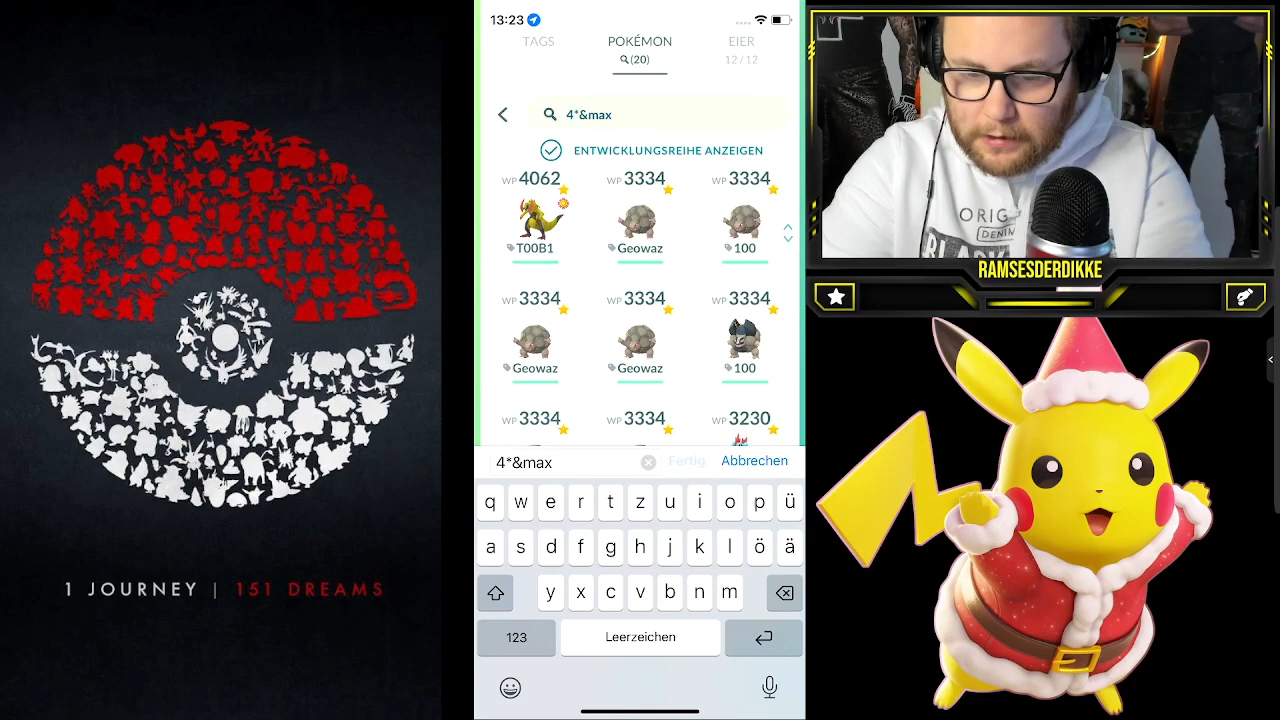 1 JOURNEY | 151 DREAMS
13:23
TAGS
POKÉMON
EIER
(20)
12 / 12
4*&max
ENTWICKLUNGSREIHE ANZEIGEN
WP 4062
WP 3334
WP 3334
T00B1
Geowaz
100
WP 3334
WP 3334
WP 3334
Geowaz
Geowaz
100
WP 3334
WP 3334
WP 3230
4*&max
Fertig
Abbrechen
q w e r t z u i o p ü
a s d f g h j k l ö ä
y x c v b n m
123
Leerzeichen
ORIG
DENIM
RAMSESDERDIKKE